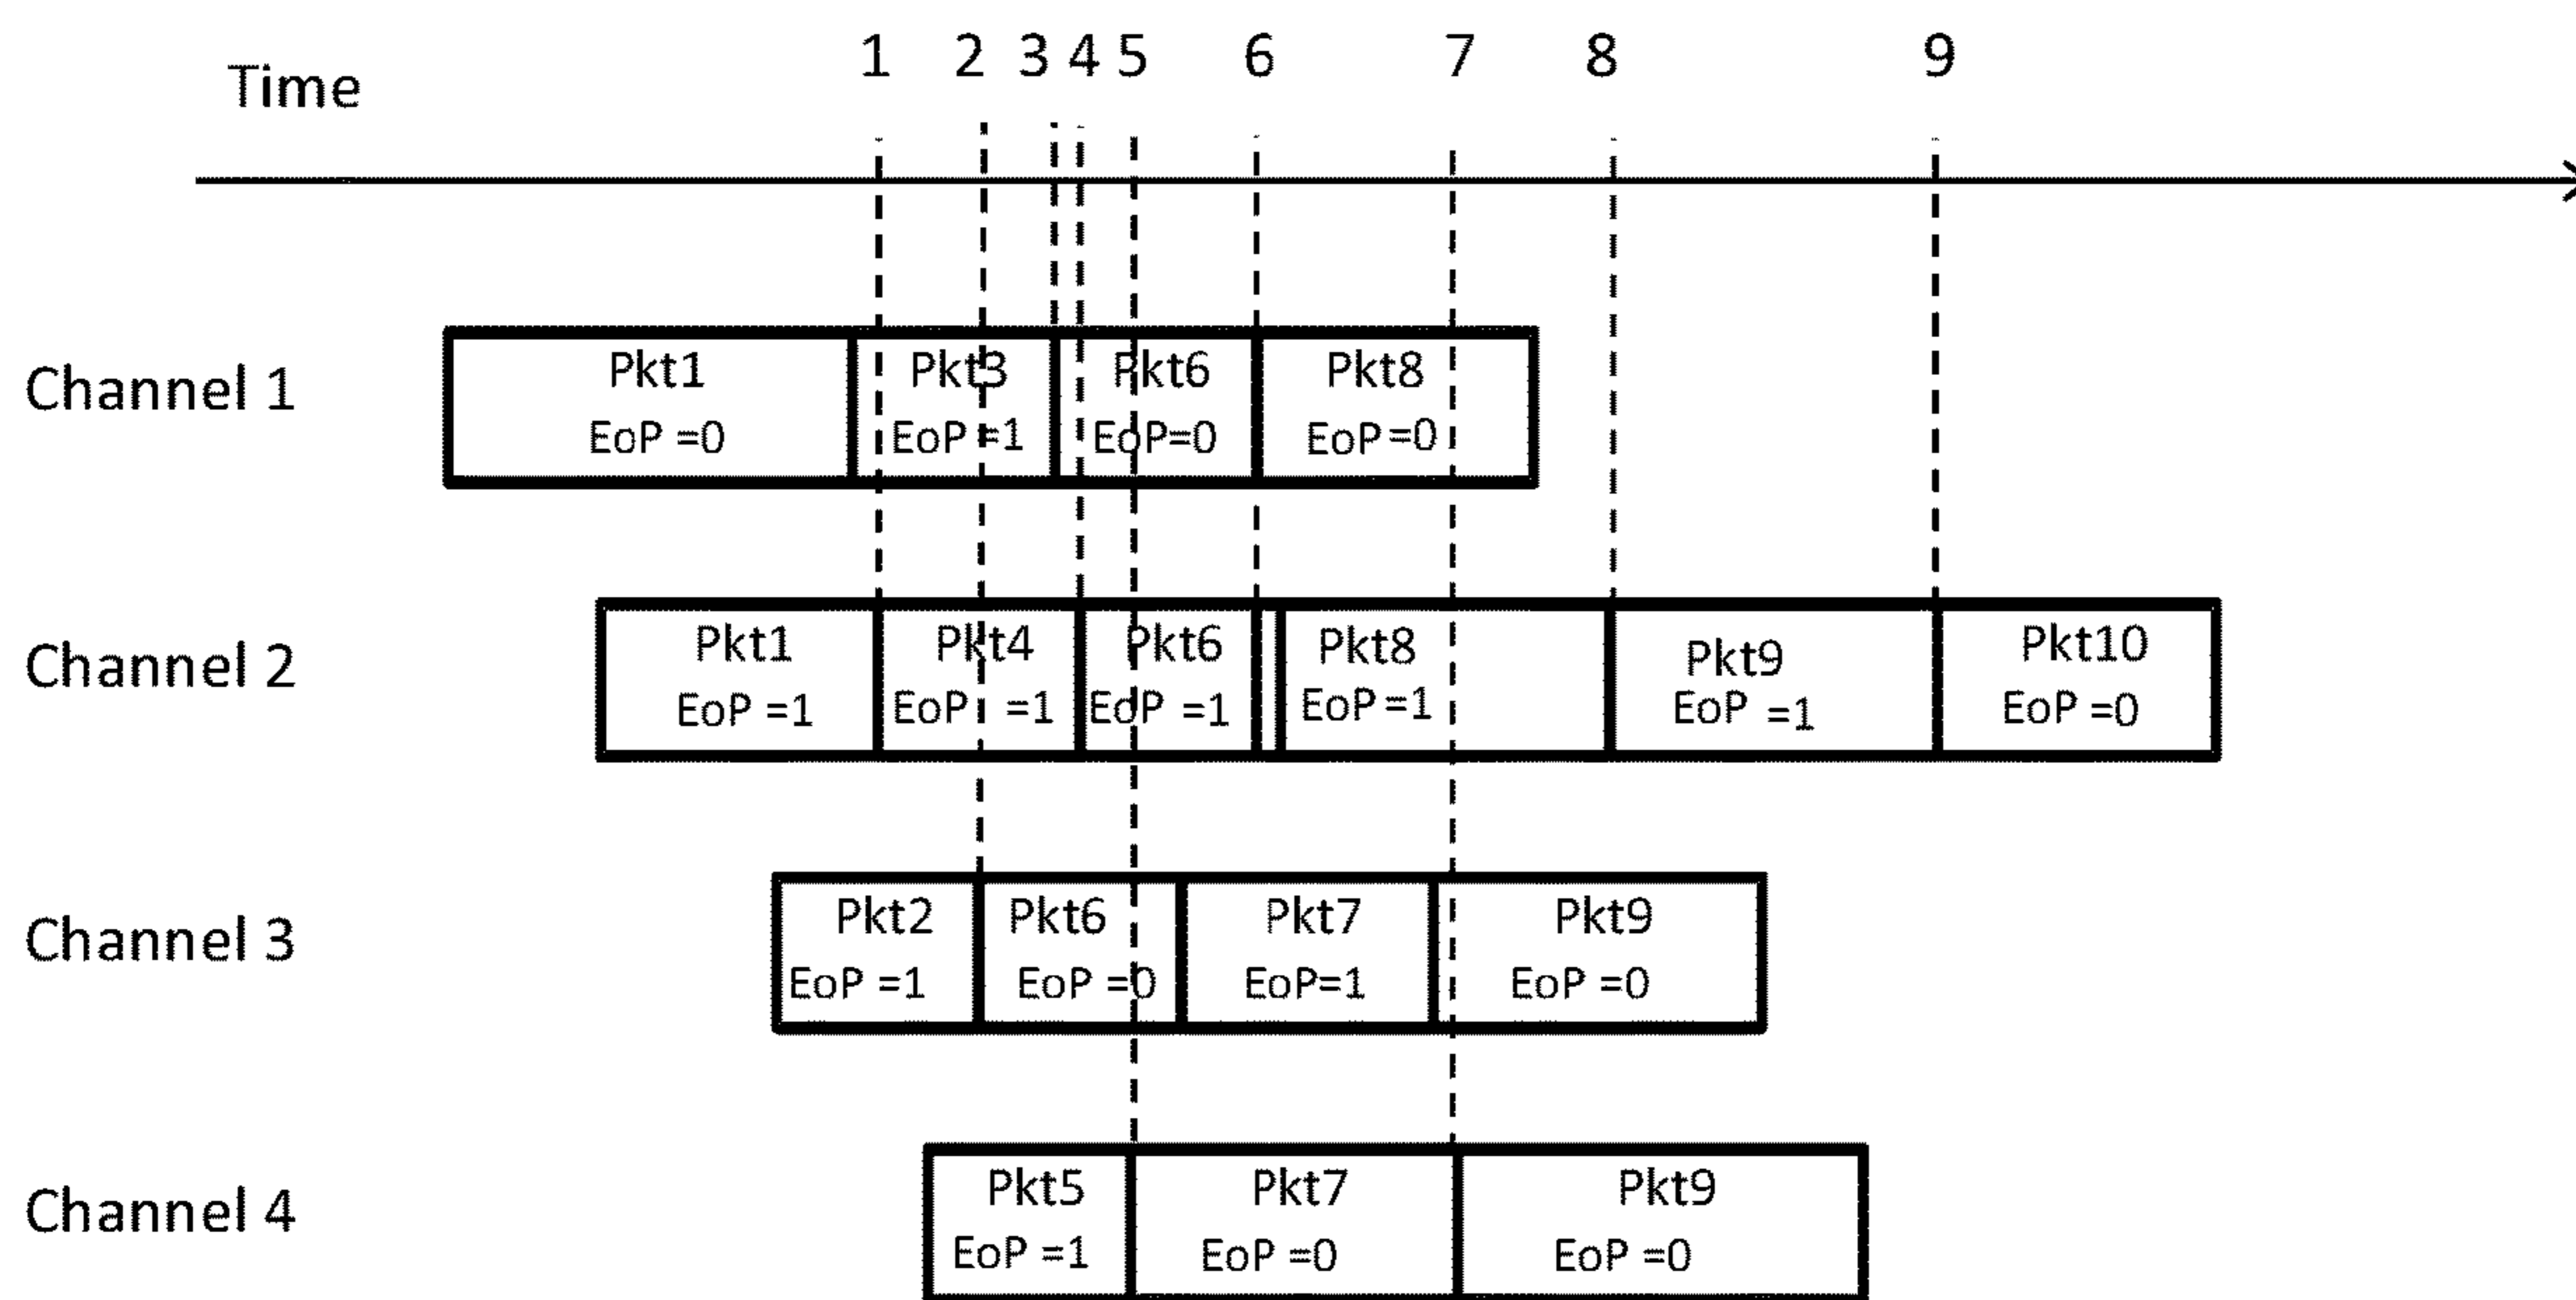 Time 1 2 3 4 5 6 7 8 9
Channel 1
Pkt1 Pkt3 Pkt6 Pkt8
EoP =0 EoP =1 EoP=0 EoP =0
Channel 2
Pkt1 Pkt4 Pkt6 Pkt8 Pkt9 Pkt10
EoP =1 EoP =1 EoP =1 EoP =1 EoP =1 EoP =0
Channel 3
Pkt2 Pkt6 Pkt7 Pkt9
EoP =1 EoP =0 EoP=1 EoP =0
Channel 4
Pkt5 Pkt7 Pkt9
EoP =1 EoP =0 EoP =0